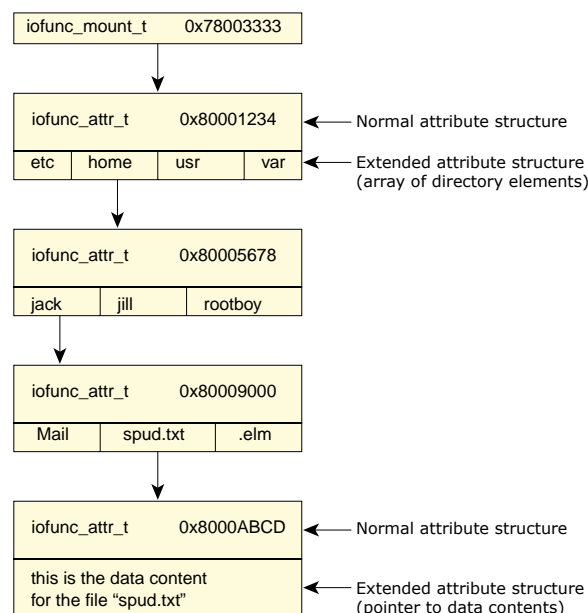 iofunc_mount_t 0x78003333
iofunc_attr_t 0x80001234
Normal attribute structure
etc home usr var
Extended attribute structure
(array of directory elements)
iofunc_attr_t 0x80005678
jack jill rootboy
iofunc_attr_t 0x80009000
Mail spud.txt .elm
iofunc_attr_t 0x8000ABCD
Normal attribute structure
this is the data content
for the file “spud.txt”
Extended attribute structure
(pointer to data contents)